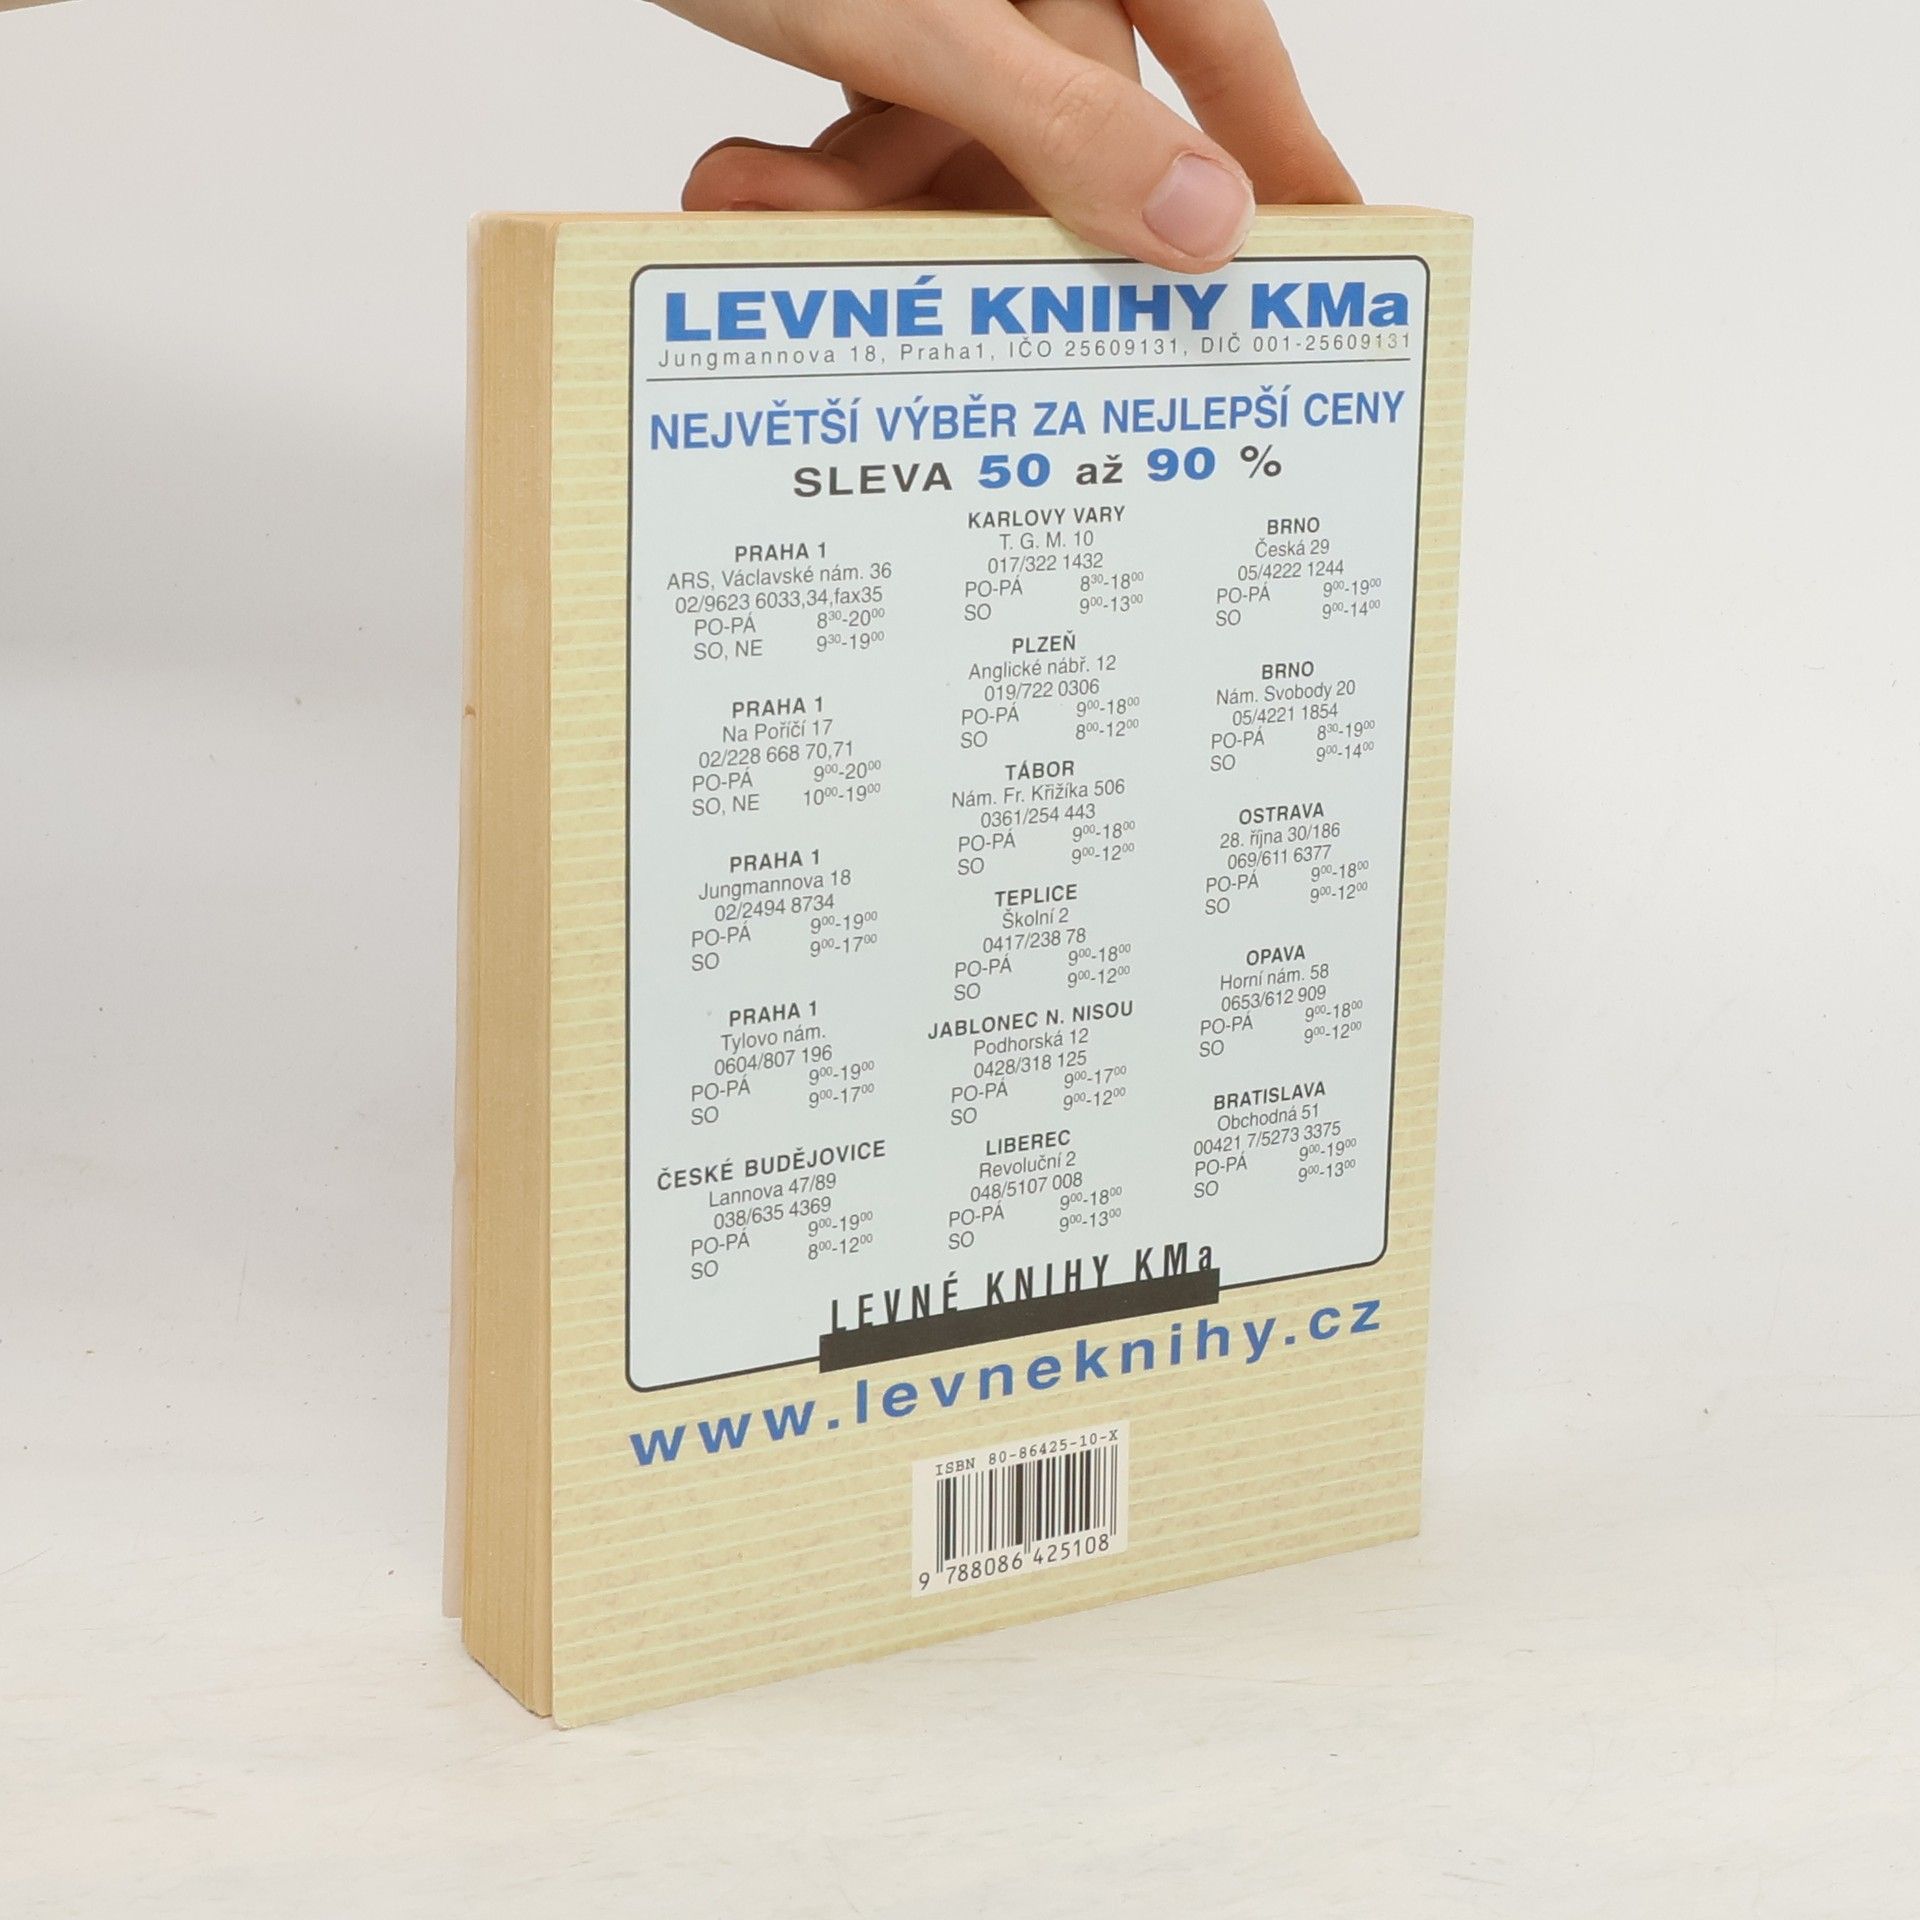 LEVNÉ KNIHY KMa
Jungmannova 18, Praha1, IČO 25609131, DIČ 001-25609131
NEJVĚTŠÍ VÝBĚR ZA NEJLEPŠÍ CENY
SLEVA 50 až 90 %
PRAHA 1
ARS, Václavské nám. 36
02/9623 6033,34,fax35
PO-PÁ 8³⁰-20⁰⁰
SO, NE 9³⁰-19⁰⁰
PRAHA 1
Na Poříčí 17
02/228 668 70,71
PO-PÁ 9⁰⁰-20⁰⁰
SO, NE 10⁰⁰-19⁰⁰
PRAHA 1
Jungmannova 18
02/2494 8734
PO-PÁ 9⁰⁰-19⁰⁰
SO 9⁰⁰-17⁰⁰
PRAHA 1
Tylovo nám.
0604/807 196
PO-PÁ 9⁰⁰-19⁰⁰
SO 9⁰⁰-17⁰⁰
ČESKÉ BUDĚJOVICE
Lannova 47/89
038/635 4369
PO-PÁ 9⁰⁰-19⁰⁰
SO 8⁰⁰-12⁰⁰
KARLOVY VARY
T. G. M. 10
017/322 1432
PO-PÁ 8³⁰-18⁰⁰
SO 9⁰⁰-13⁰⁰
PLZEŇ
Anglické nábř. 12
019/722 0306
PO-PÁ 9⁰⁰-18⁰⁰
SO 8⁰⁰-12⁰⁰
TÁBOR
Nám. Fr. Křižíka 506
0361/254 443
PO-PÁ 9⁰⁰-18⁰⁰
SO 9⁰⁰-12⁰⁰
TEPLICE
Školní 2
0417/238 78
PO-PÁ 9⁰⁰-18⁰⁰
SO 9⁰⁰-12⁰⁰
JABLONEC N. NISOU
Podhorská 12
0428/318 125
PO-PÁ 9⁰⁰-17⁰⁰
SO 9⁰⁰-12⁰⁰
LIBEREC
Revoluční 2
048/5107 008
PO-PÁ 9⁰⁰-18⁰⁰
SO 9⁰⁰-13⁰⁰
BRNO
Česká 29
05/4222 1244
PO-PÁ 9⁰⁰-19⁰⁰
SO 9⁰⁰-14⁰⁰
BRNO
Nám. Svobody 20
05/4221 1854
PO-PÁ 8³⁰-19⁰⁰
SO 9⁰⁰-14⁰⁰
OSTRAVA
28. října 30/186
069/611 6377
PO-PÁ 9⁰⁰-18⁰⁰
SO 9⁰⁰-12⁰⁰
OPAVA
Horní nám. 58
0653/612 909
PO-PÁ 9⁰⁰-18⁰⁰
SO 9⁰⁰-12⁰⁰
BRATISLAVA
Obchodná 51
00421 7/5273 3375
PO-PÁ 9⁰⁰-19⁰⁰
SO 9⁰⁰-13⁰⁰
LEVNÉ KNIHY KMa
www.levneknihy.cz
ISBN 80-86425-10-X
9 788086 425108